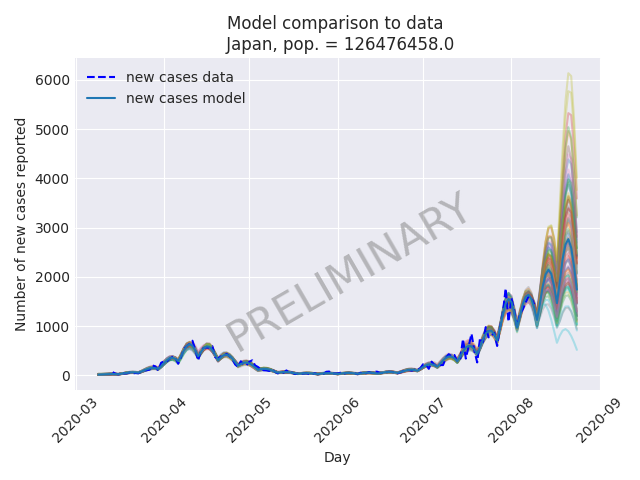 Model comparison to data
Japan, pop. = 126476458.0
new cases data
new cases model
Number of new cases reported
6000
5000
4000
3000
2000
1000
0
PRELIMINARY
2020-03
2020-04
2020-05
2020-06
2020-07
2020-08
2020-09
Day